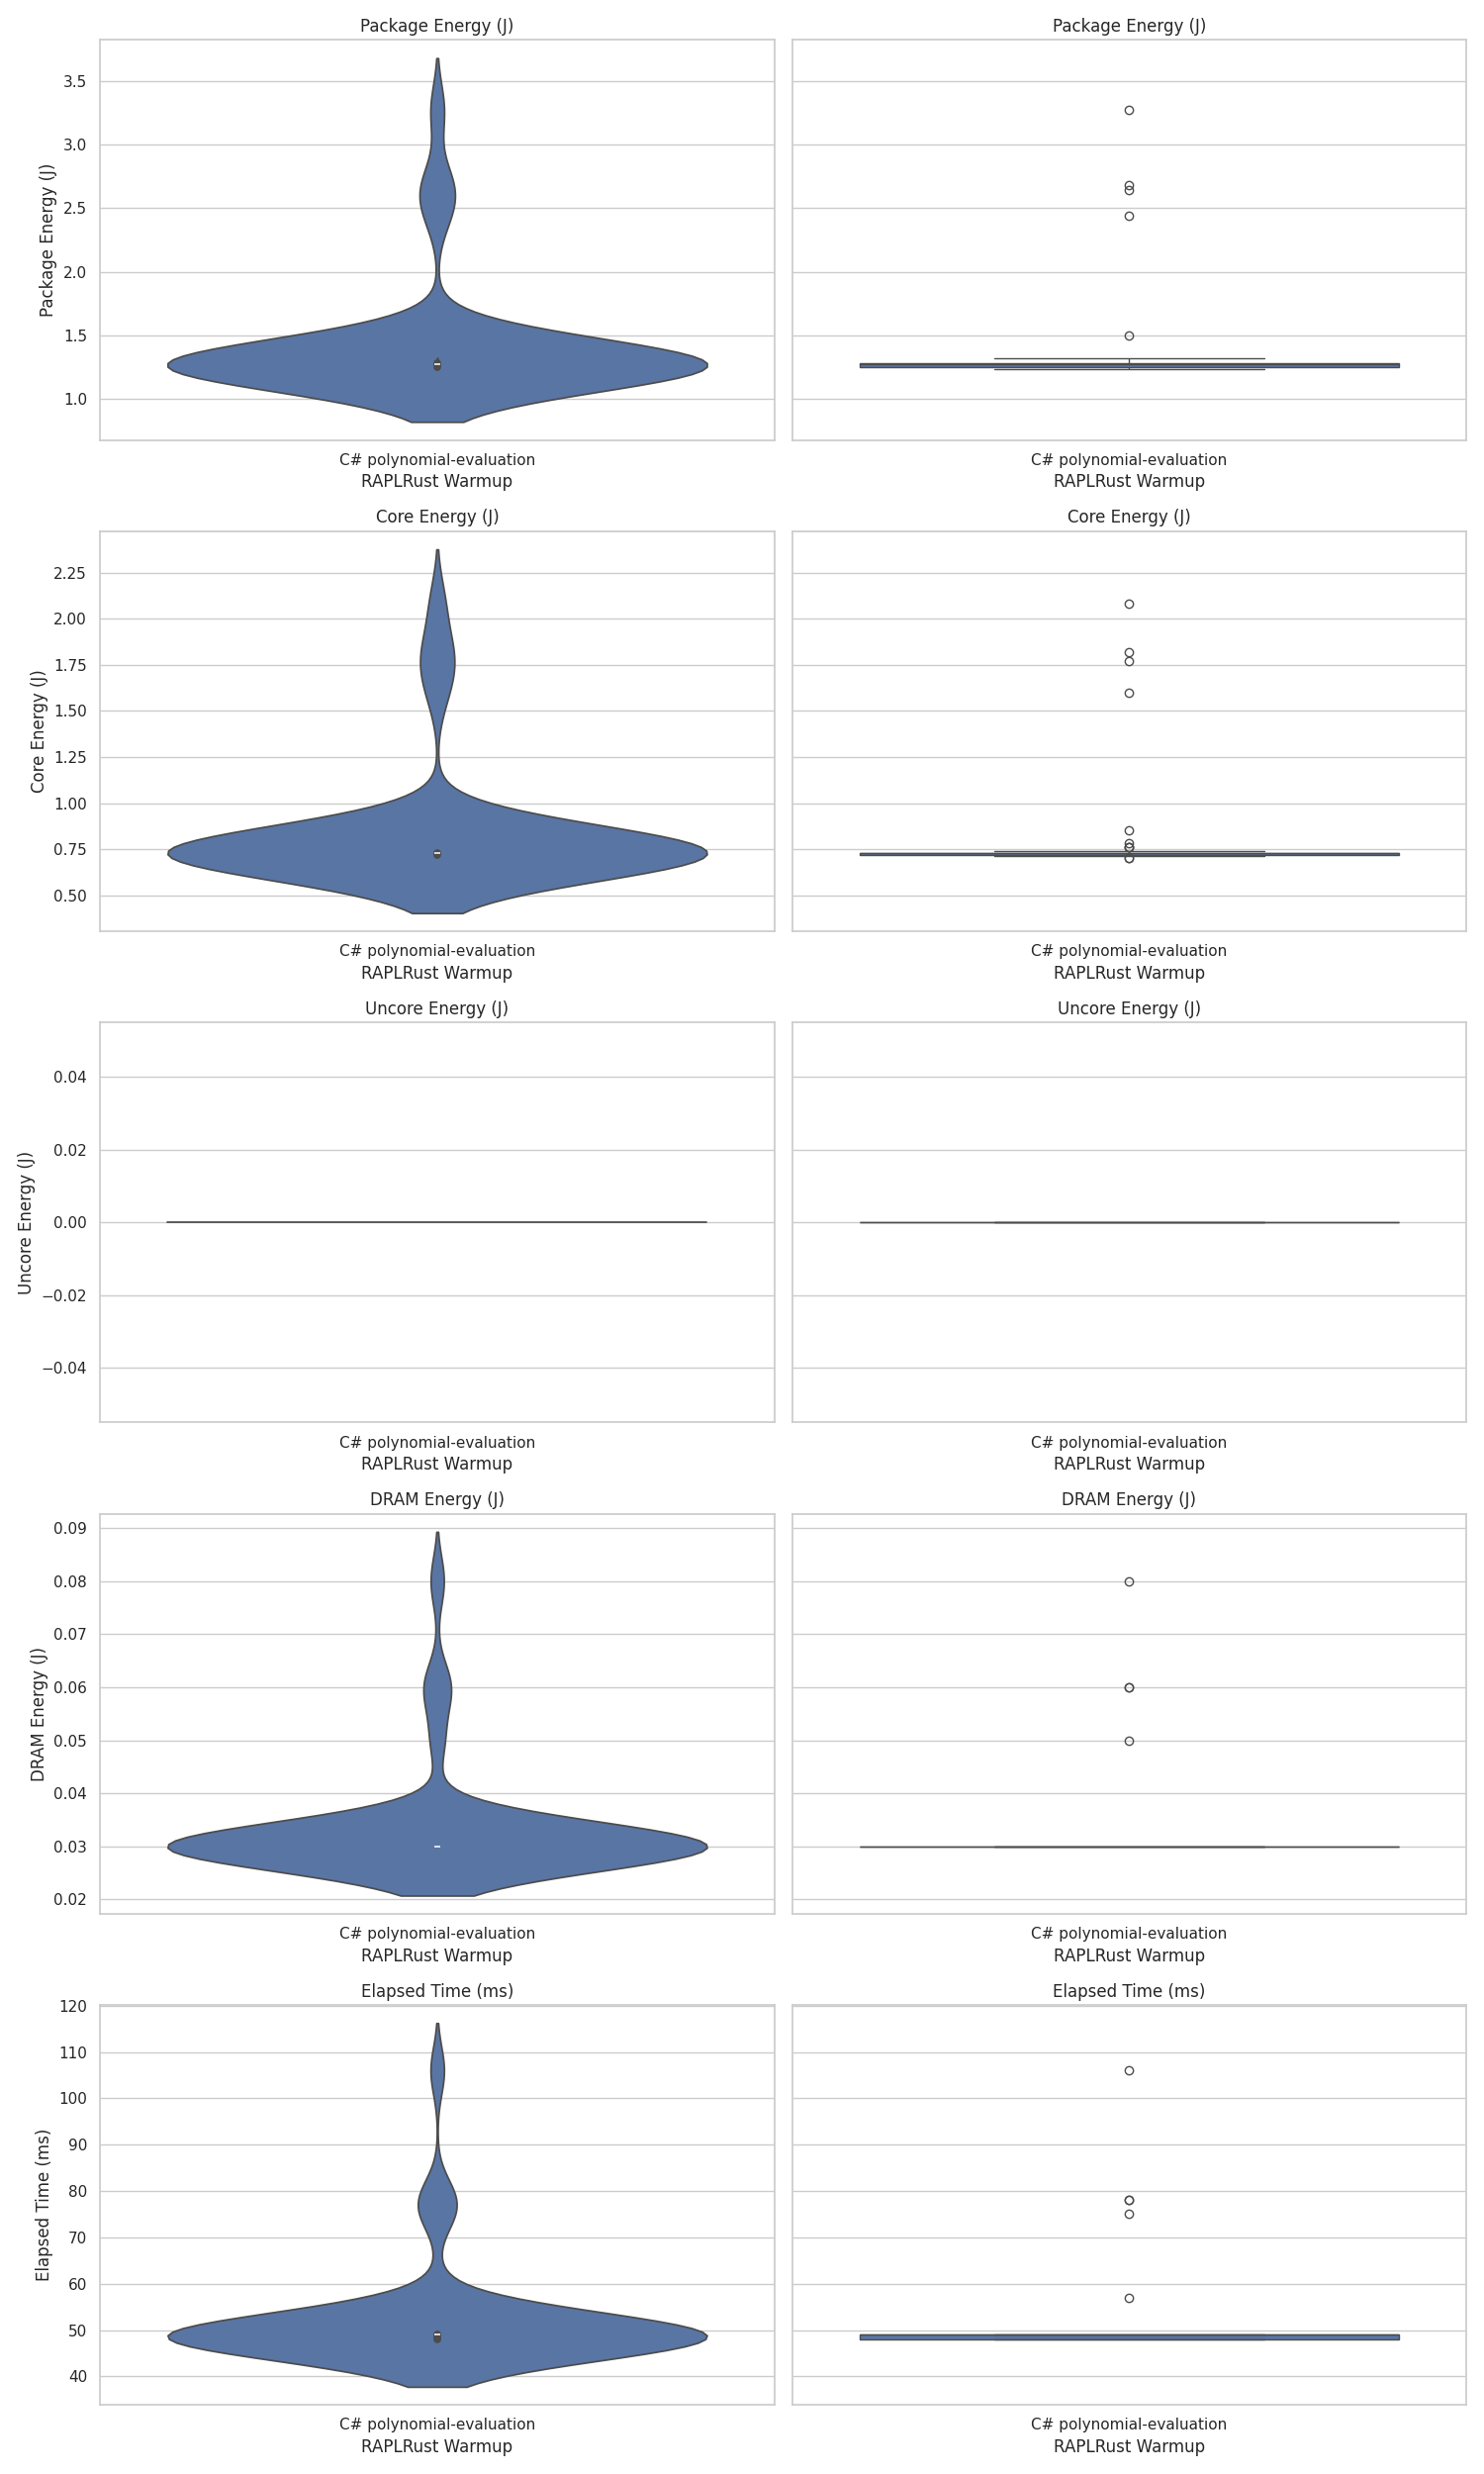 Package Energy (J)
Package Energy (J)
Package Energy (J)
3.5
3.0
2.5
2.0
1.5
1.0
C# polynomial-evaluation
RAPLRust Warmup
C# polynomial-evaluation
RAPLRust Warmup
Core Energy (J)
Core Energy (J)
Core Energy (J)
2.25
2.00
1.75
1.50
1.25
1.00
0.75
0.50
C# polynomial-evaluation
RAPLRust Warmup
C# polynomial-evaluation
RAPLRust Warmup
Uncore Energy (J)
Uncore Energy (J)
Uncore Energy (J)
0.04
0.02
0.00
−0.02
−0.04
C# polynomial-evaluation
RAPLRust Warmup
C# polynomial-evaluation
RAPLRust Warmup
DRAM Energy (J)
DRAM Energy (J)
DRAM Energy (J)
0.09
0.08
0.07
0.06
0.05
0.04
0.03
0.02
C# polynomial-evaluation
RAPLRust Warmup
C# polynomial-evaluation
RAPLRust Warmup
Elapsed Time (ms)
Elapsed Time (ms)
Elapsed Time (ms)
120
110
100
90
80
70
60
50
40
C# polynomial-evaluation
RAPLRust Warmup
C# polynomial-evaluation
RAPLRust Warmup